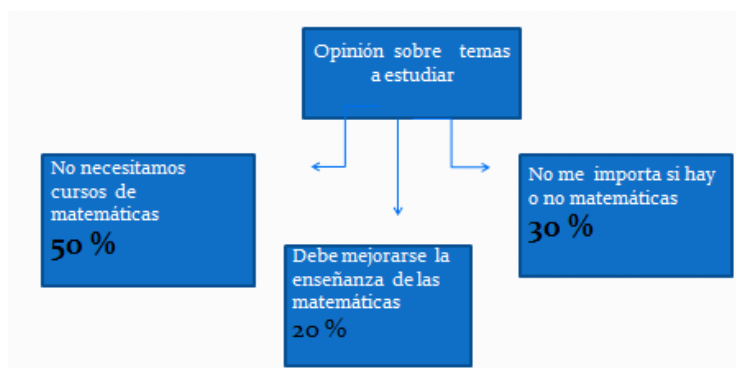 Opinión sobre temas
a estudiar
No necesitamos
cursos de
matemáticas
50 %
Debe mejorarse la
enseñanza de las
matemáticas
20 %
No me importa si hay
o no matemáticas
30 %